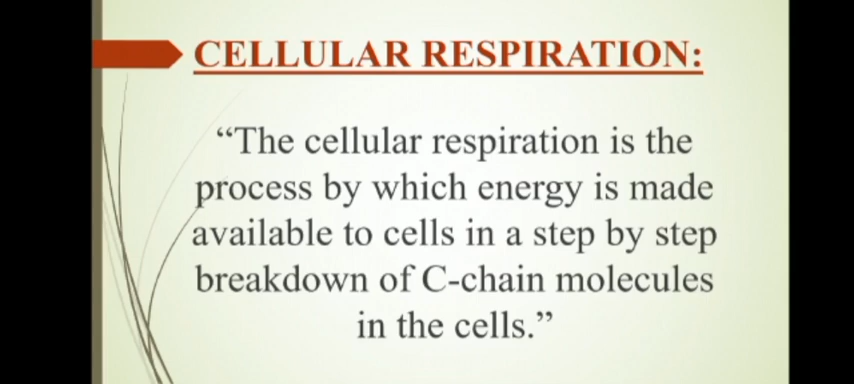 CELLULAR RESPIRATION:
“The cellular respiration is the
process by which energy is made
available to cells in a step by step
breakdown of C-chain molecules
in the cells.”